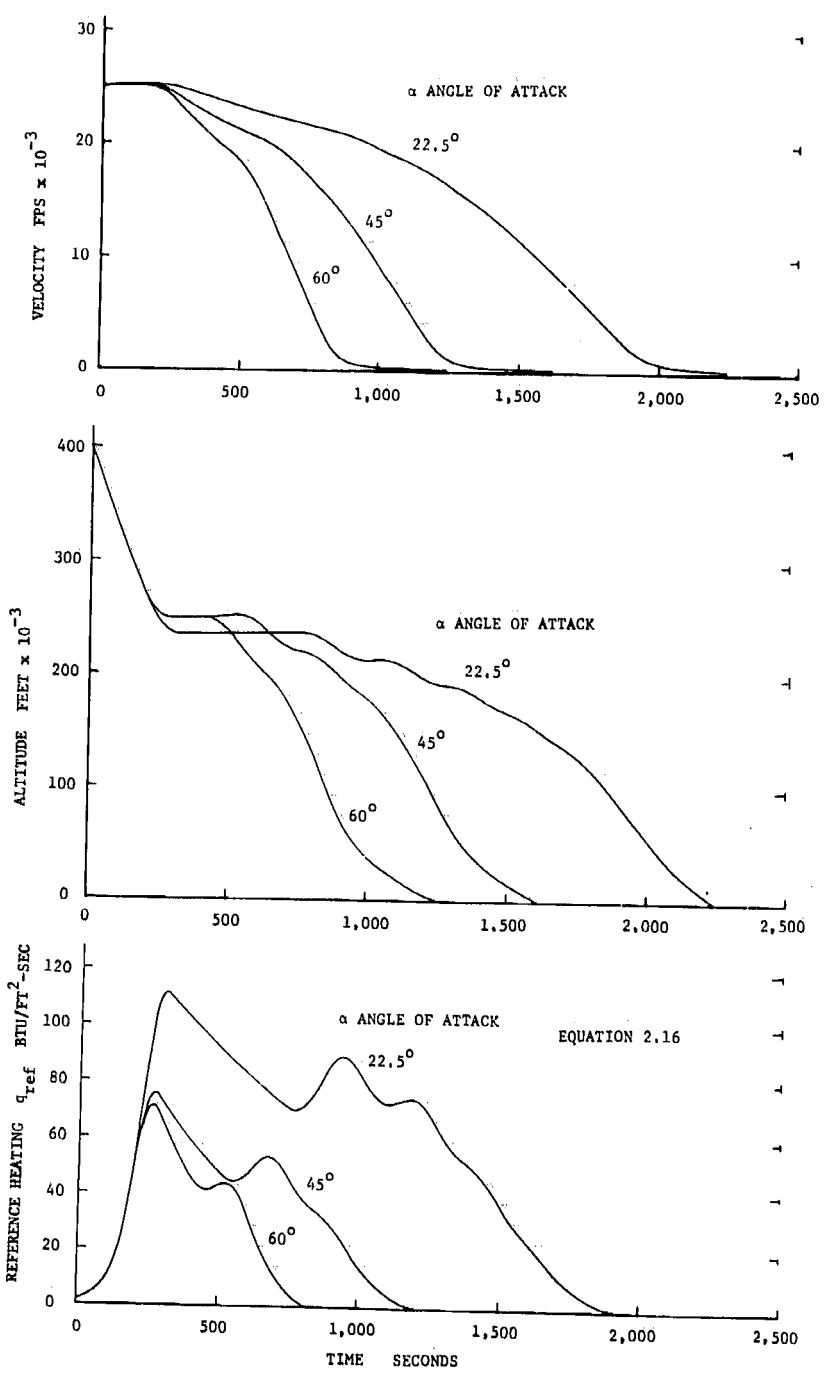 30
α ANGLE OF ATTACK
22.5°
20
45°
VELOCITY FPS x 10⁻³
10
60°
0
0 500 1,000 1,500 2,000 2,500
400
300
α ANGLE OF ATTACK
22.5°
200
45°
ALTITUDE FEET x 10⁻³
100
60°
0
0 500 1,000 1,500 2,000 2,500
120
100
α ANGLE OF ATTACK
EQUATION 2.16
22.5°
80
60
REFERENCE HEATING q_ref BTU/FT²-SEC
45°
40
60°
20
0
0 500 1,000 1,500 2,000 2,500
TIME SECONDS